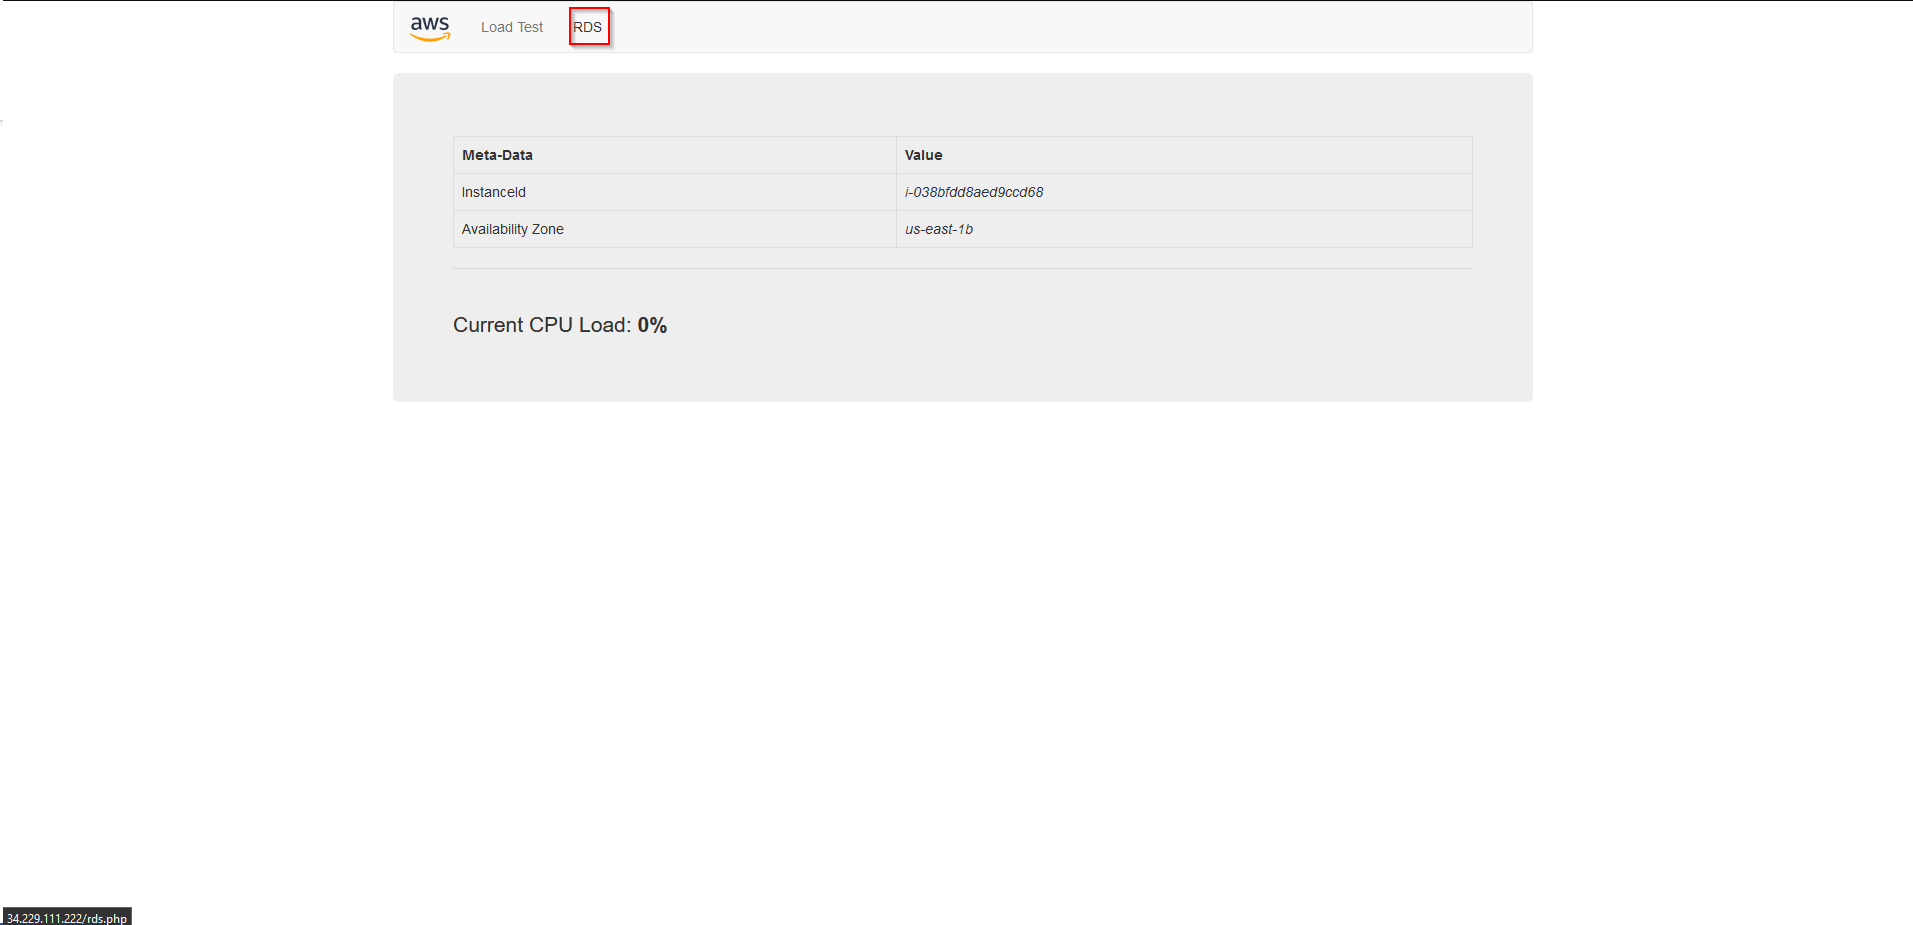 aws Load Test RDS
Meta-Data Value
InstanceId i-038bfdd8aed9ccd68
Availability Zone us-east-1b
Current CPU Load: 0%
34.229.111.222/rds.php